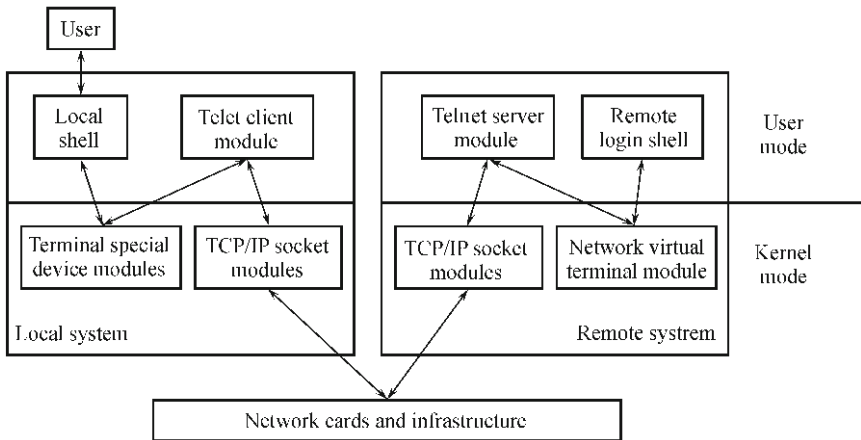 User
Local
shell
Telet client
module
Telnet server
module
Remote
login shell
User
mode
Terminal special
device modules
TCP/IP socket
modules
TCP/IP socket
modules
Network virtual
terminal module
Kernel
mode
Local system
Remote systrem
Network cards and infrastructure